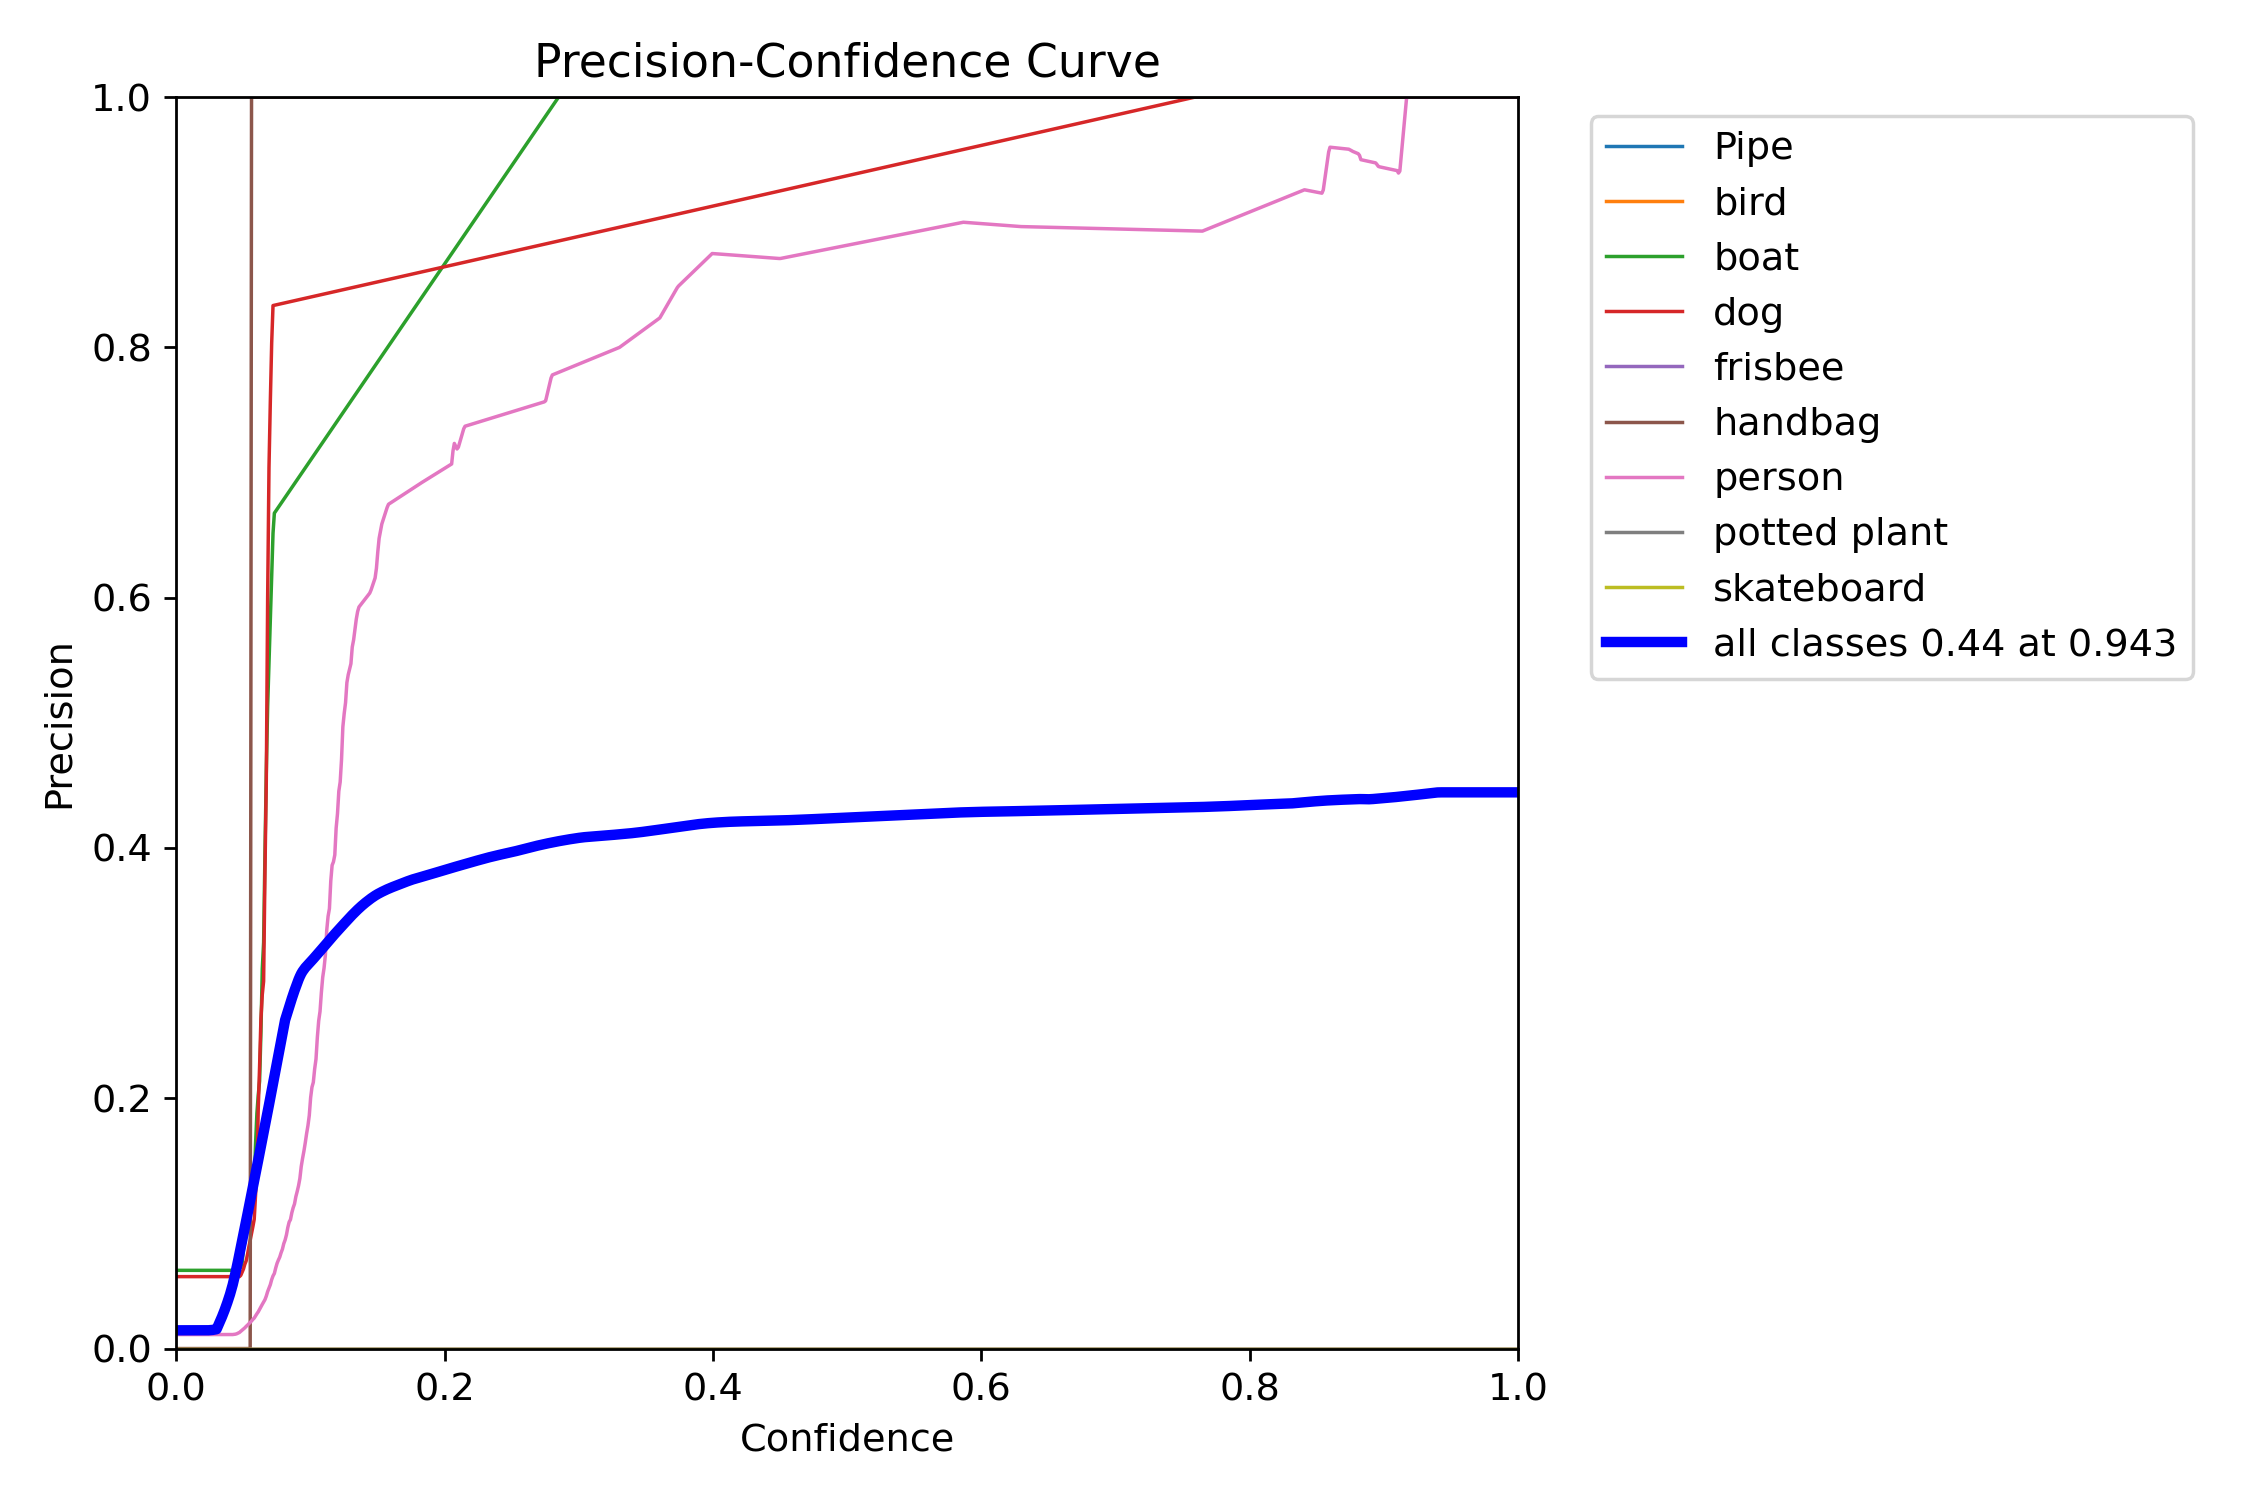 Precision-Confidence Curve
1.0
0.8
0.6
0.4
0.2
0.0
Precision
0.0 0.2 0.4 0.6 0.8 1.0
Confidence
Pipe
bird
boat
dog
frisbee
handbag
person
potted plant
skateboard
all classes 0.44 at 0.943